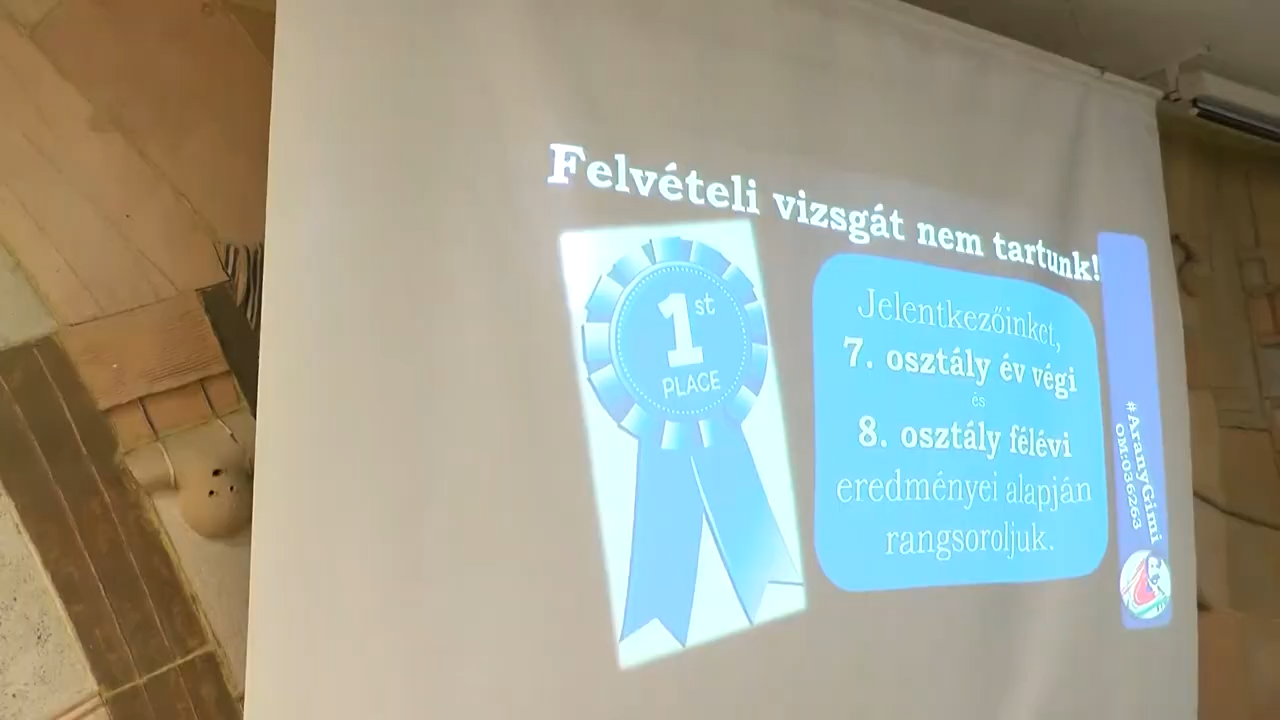 Felvételi vizsgát nem tartunk!
1st
PLACE
Jelentkezőinket,
7. osztály év végi
és
8. osztály félévi
eredményei alapján
rangsoroljuk.
#AranyGimi
OM:036263